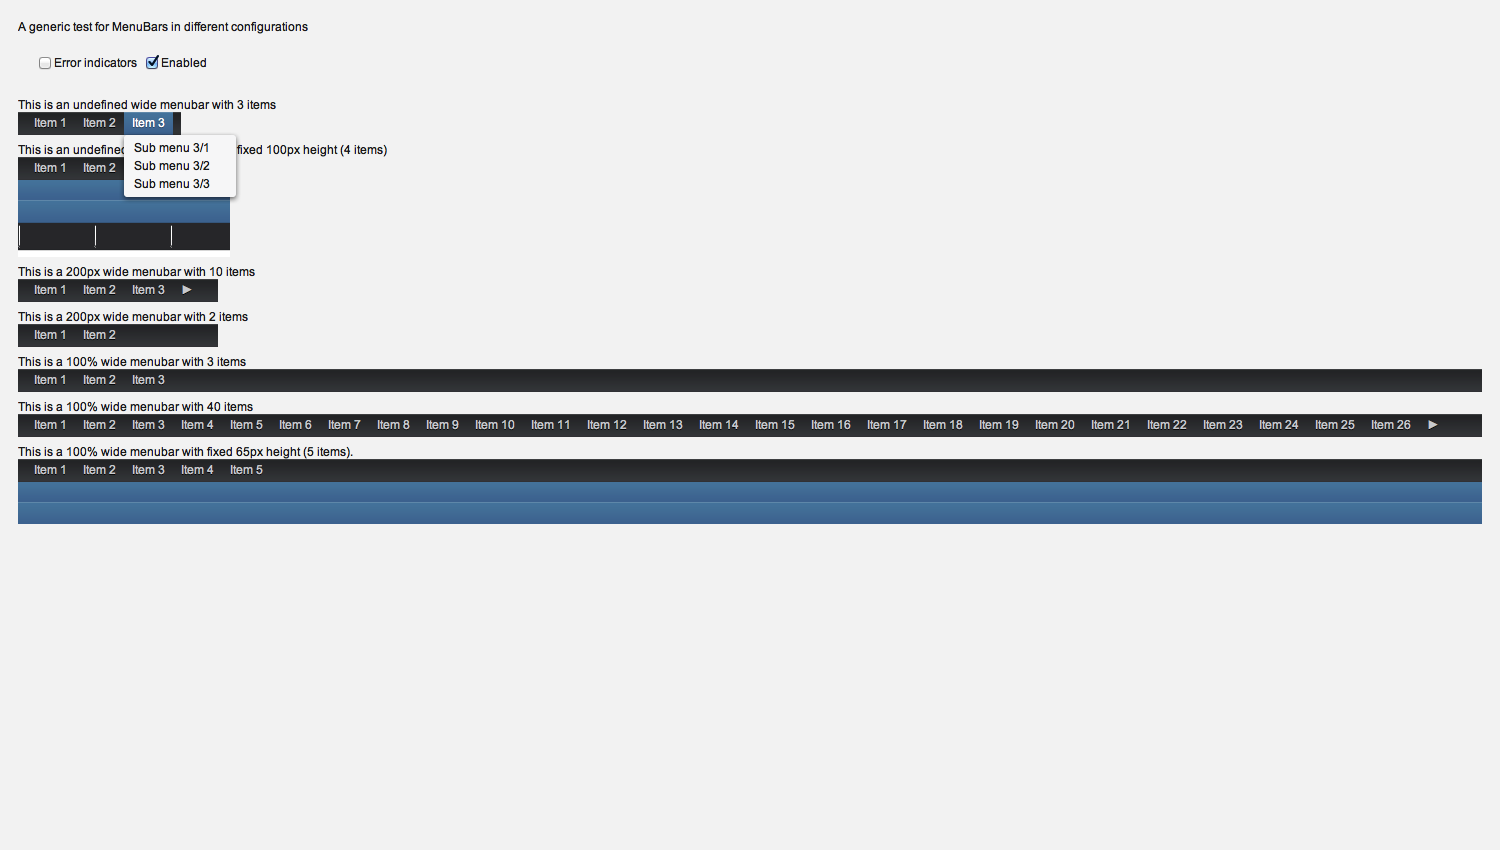 A generic test for MenuBars in different configurations
Error indicators Enabled
This is an undefined wide menubar with 3 items
Item 1 Item 2 Item 3
Sub menu 3/1
Sub menu 3/2
Sub menu 3/3
This is an undefined fixed 100px height (4 items)
Item 1 Item 2
This is a 200px wide menubar with 10 items
Item 1 Item 2 Item 3 ►
This is a 200px wide menubar with 2 items
Item 1 Item 2
This is a 100% wide menubar with 3 items
Item 1 Item 2 Item 3
This is a 100% wide menubar with 40 items
Item 1 Item 2 Item 3 Item 4 Item 5 Item 6 Item 7 Item 8 Item 9 Item 10 Item 11 Item 12 Item 13 Item 14 Item 15 Item 16 Item 17 Item 18 Item 19 Item 20 Item 21 Item 22 Item 23 Item 24 Item 25 Item 26 ►
This is a 100% wide menubar with fixed 65px height (5 items).
Item 1 Item 2 Item 3 Item 4 Item 5